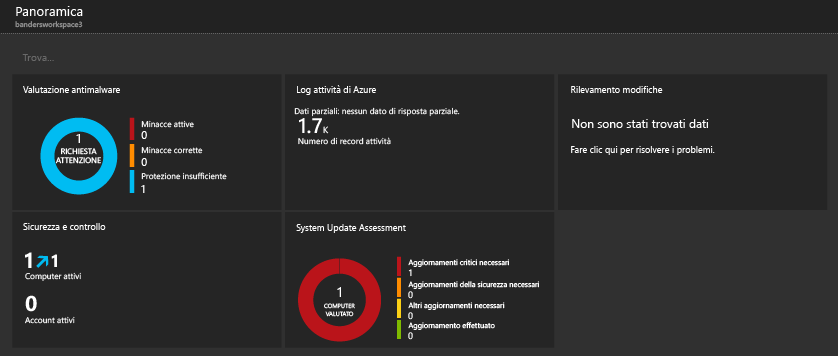 Panoramica
bandersworkspace3
Trova...
Valutazione antimalware
1
RICHIESTA
ATTENZIONE
Minacce attive
0
Minacce corrette
0
Protezione insufficiente
1
Log attività di Azure
Dati parziali: nessun dato di risposta parziale.
1.7K
Numero di record attività
Rilevamento modifiche
Non sono stati trovati dati
Fare clic qui per risolvere i problemi.
Sicurezza e controllo
1 1
Computer attivi
0
Account attivi
System Update Assessment
1
COMPUTER
VALUTATO
Aggiornamenti critici necessari
1
Aggiornamenti della sicurezza necessari
0
Altri aggiornamenti necessari
0
Aggiornamento effettuato
0